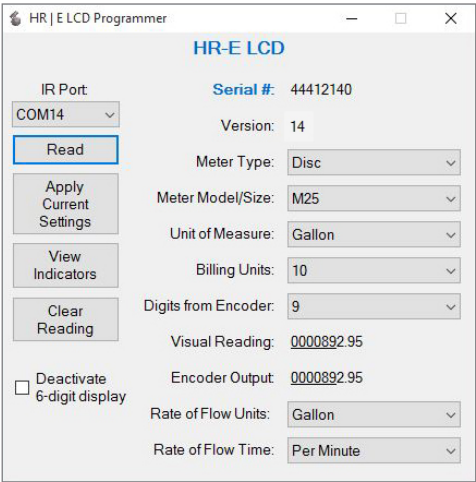 HR | E LCD Programmer
HR-E LCD
IR Port:
COM14
Read
Apply
Current
Settings
View
Indicators
Clear
Reading
Deactivate
6-digit display
Serial #: 44412140
Version: 14
Meter Type: Disc
Meter Model/Size: M25
Unit of Measure: Gallon
Billing Units: 10
Digits from Encoder: 9
Visual Reading: 0000892.95
Encoder Output: 0000892.95
Rate of Flow Units: Gallon
Rate of Flow Time: Per Minute